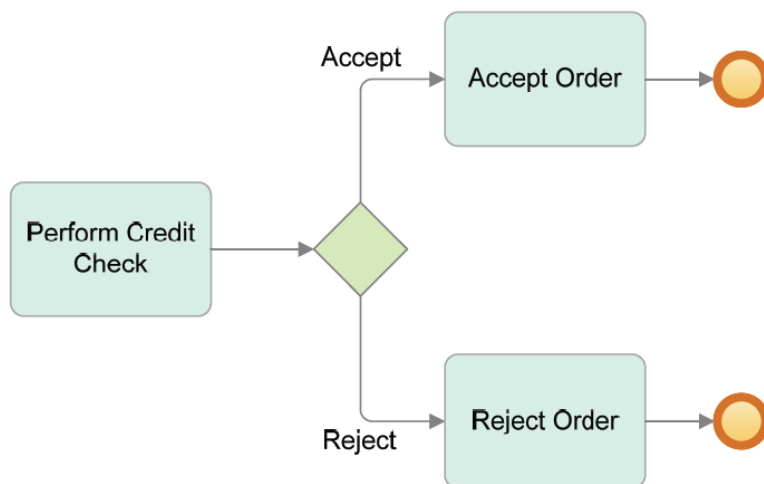 Accept
Accept Order
Perform Credit
Check
Reject
Reject Order